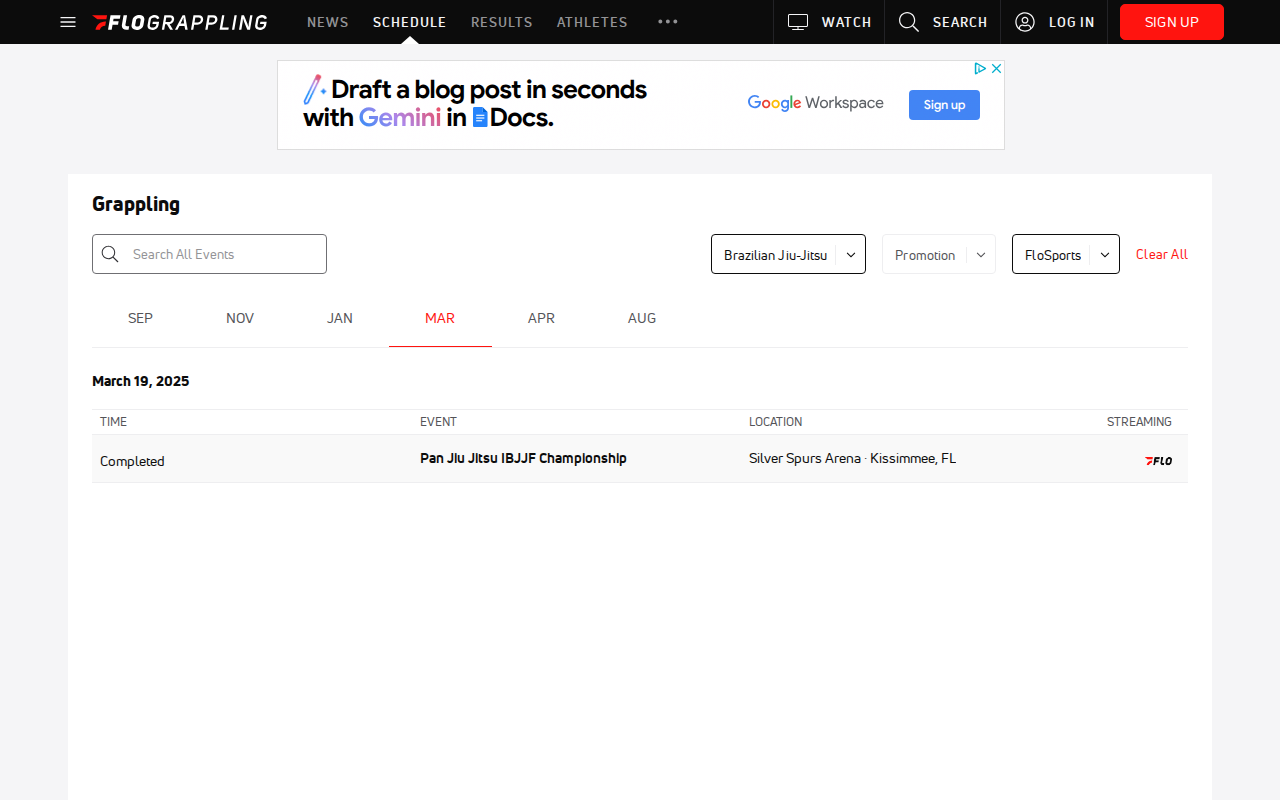 FLOGRAPPLING NEWS SCHEDULE RESULTS ATHLETES WATCH SEARCH LOG IN SIGN UP
Draft a blog post in seconds
with Gemini in Docs.
Google Workspace
Sign up
Grappling
Search All Events
Brazilian Jiu-Jitsu
Promotion
FloSports
Clear All
SEP NOV JAN MAR APR AUG
March 19, 2025
TIME EVENT LOCATION STREAMING
Completed Pan Jiu Jitsu IBJJF Championship Silver Spurs Arena · Kissimmee, FL FLO